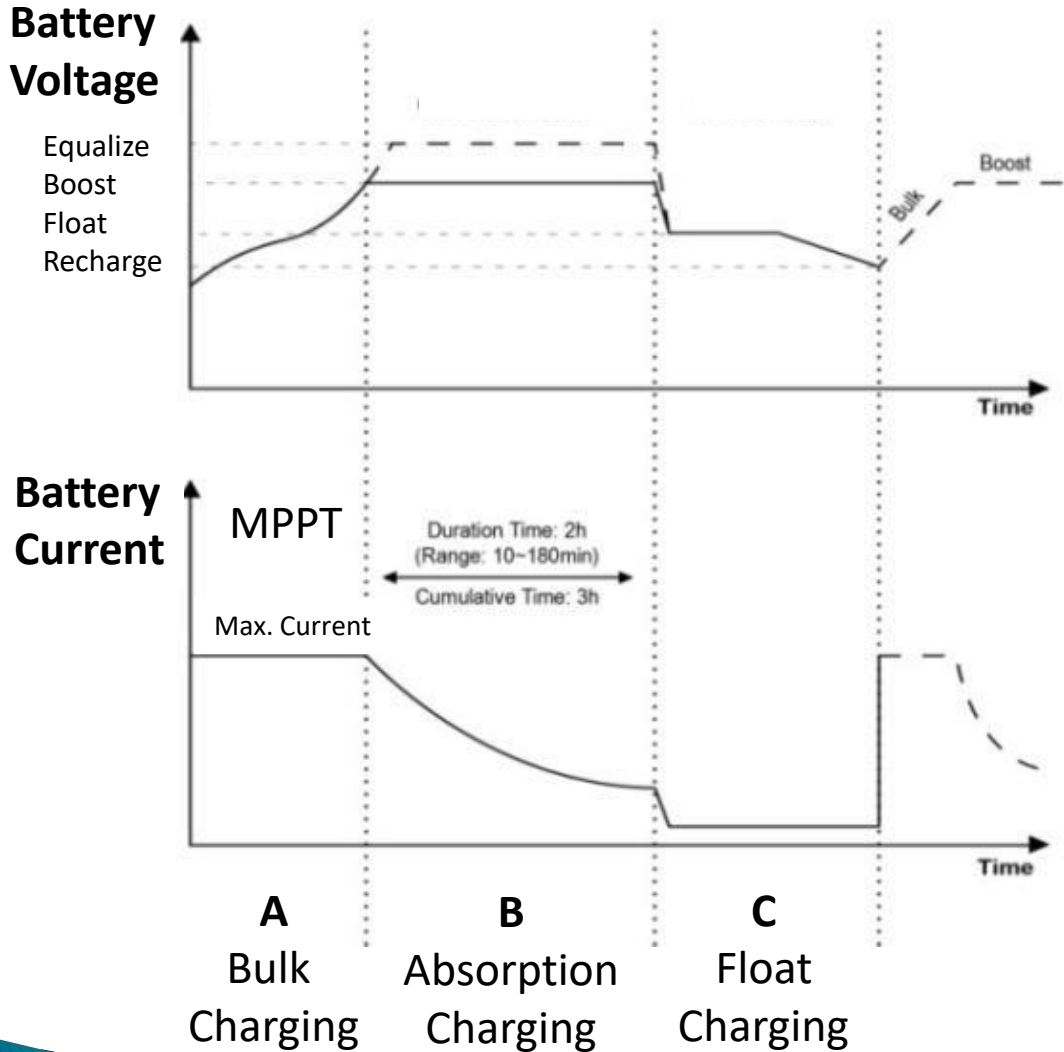 Battery
Voltage
Equalize
Boost
Float
Recharge
Bulk
Boost
Time
Battery
Current
MPPT
Duration Time: 2h
(Range: 10~180min)
Cumulative Time: 3h
Max. Current
Time
A
Bulk
Charging
B
Absorption
Charging
C
Float
Charging